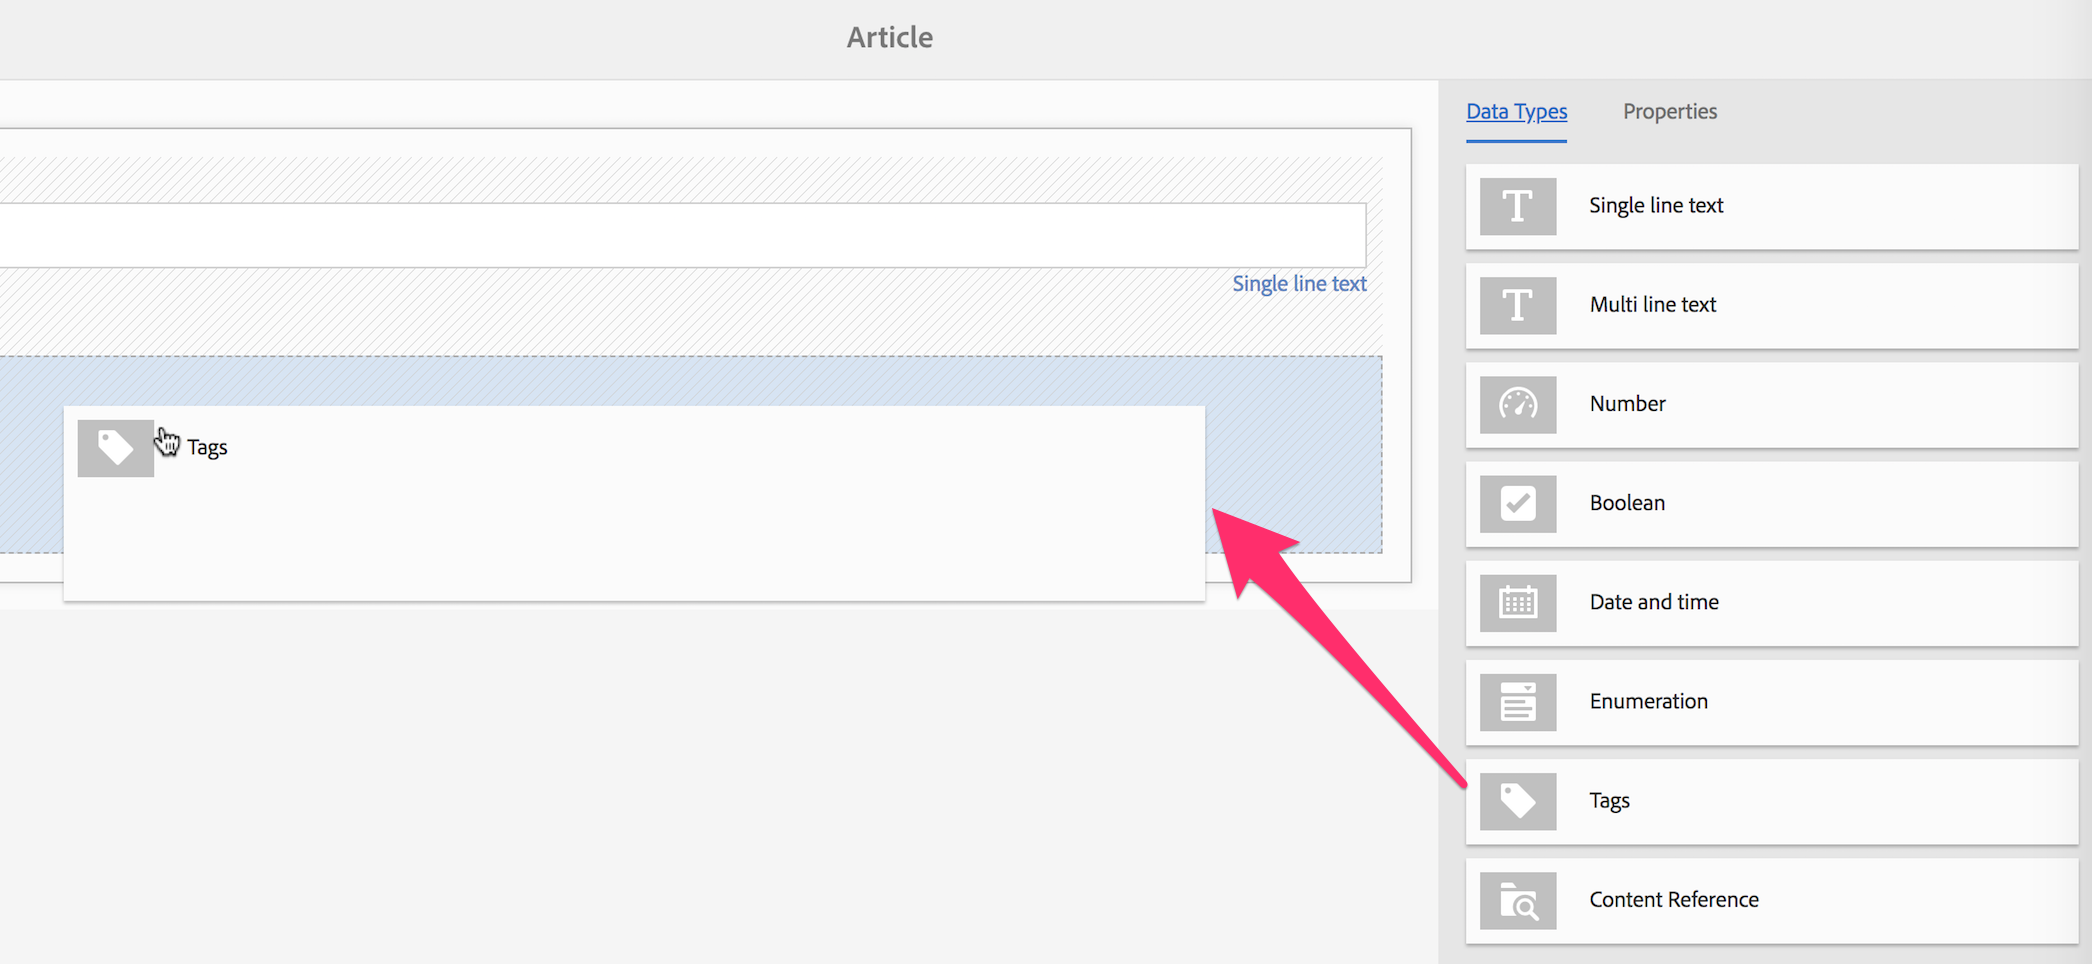 Article
Data Types
Properties
Single line text
Tags
Single line text
Multi line text
Number
Boolean
Date and time
Enumeration
Tags
Content Reference